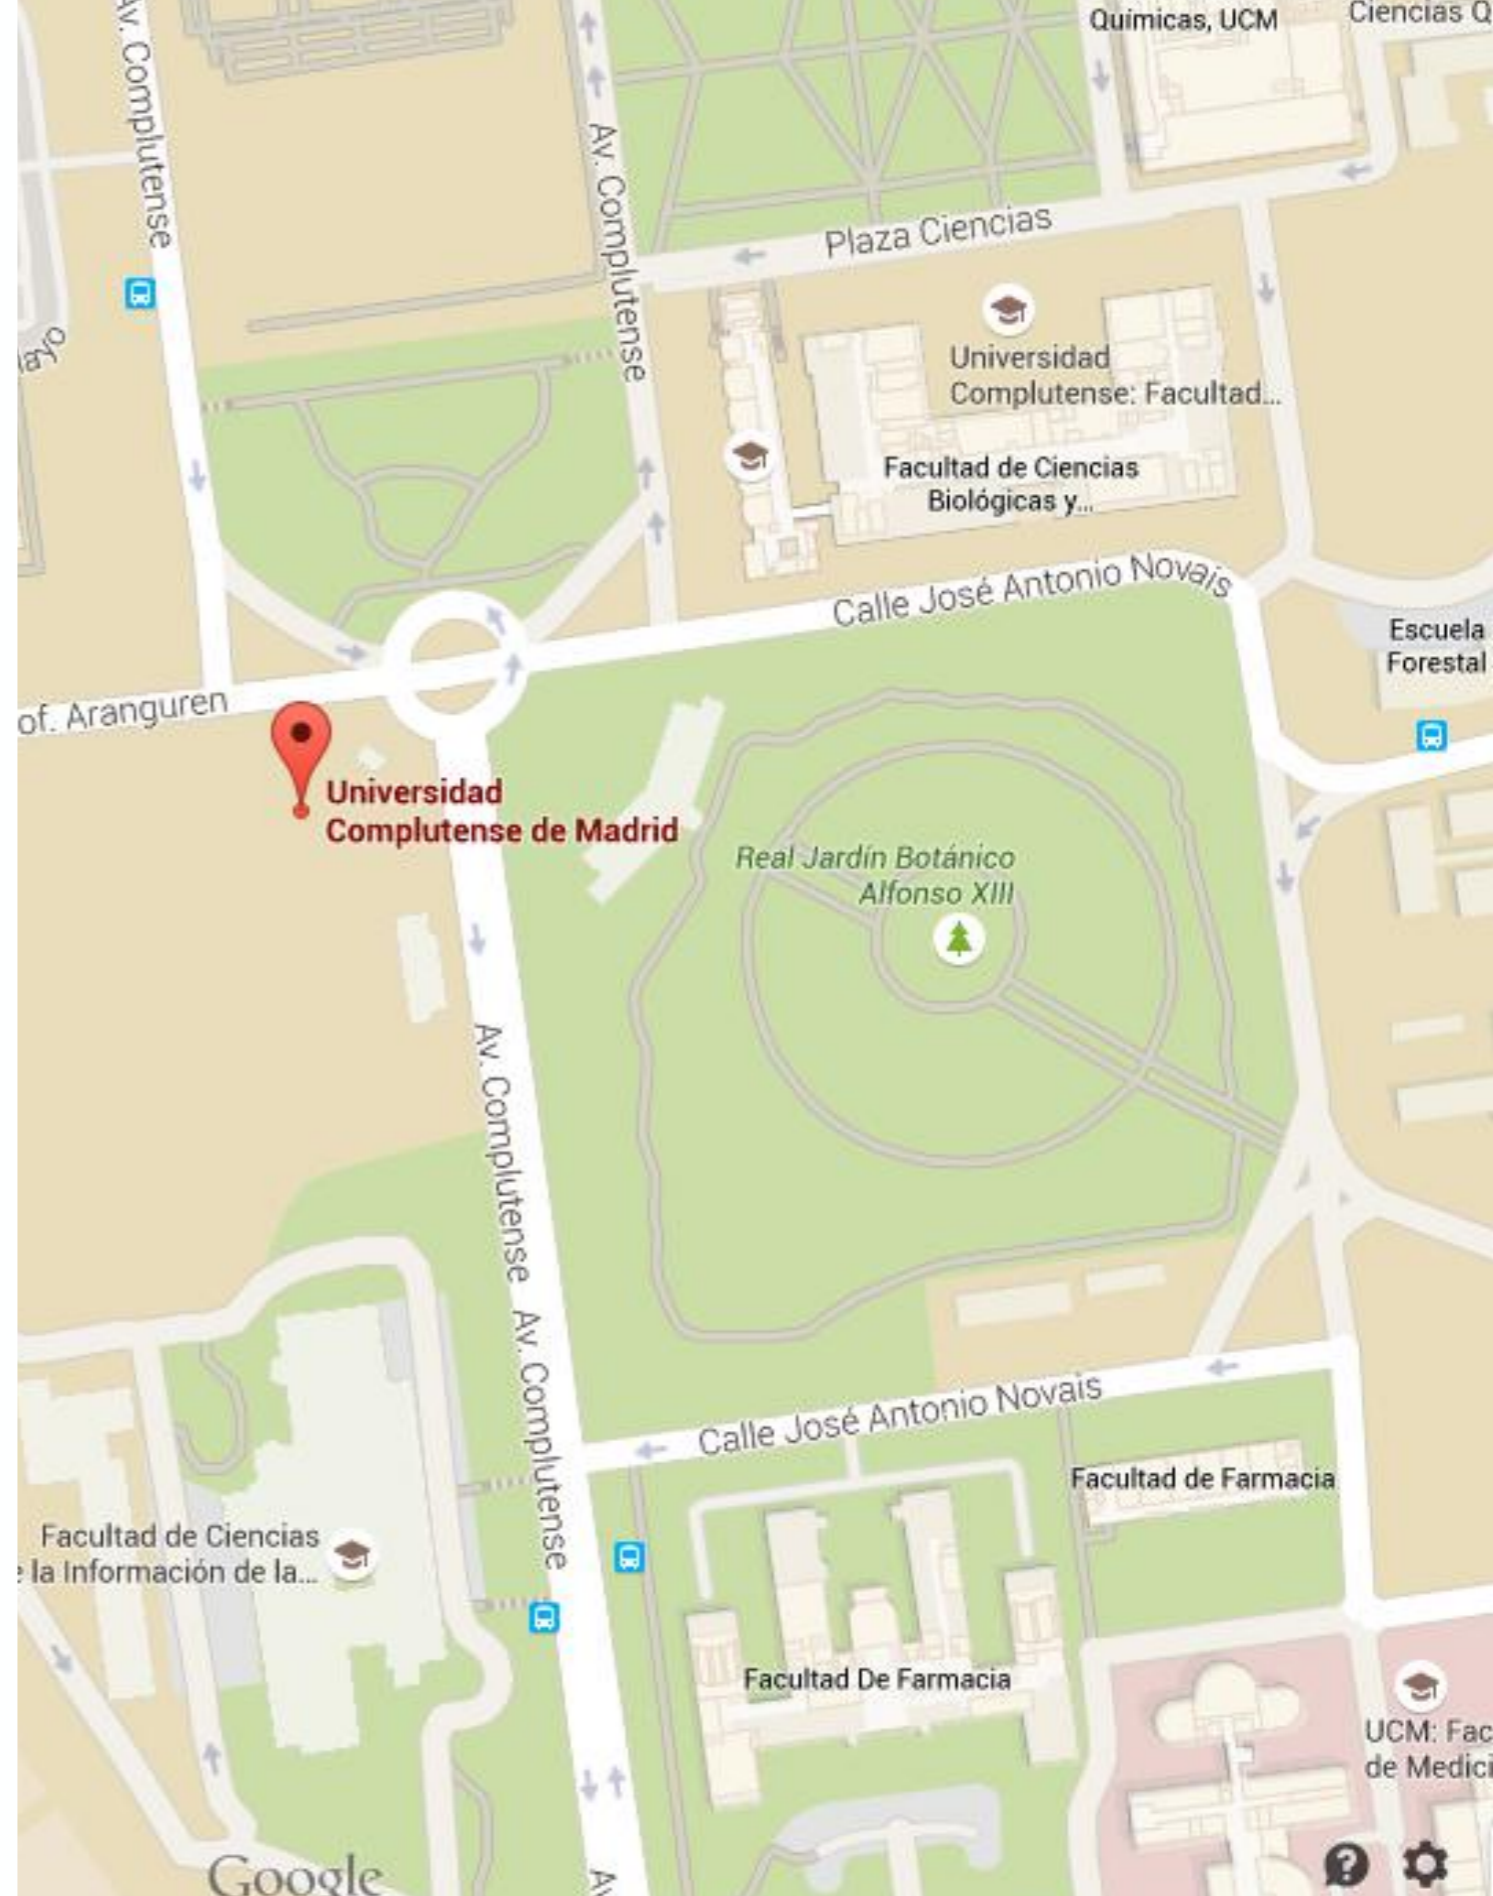 Av. Complutense
Químicas, UCM
Ciencias Q
Av. Complutense
Plaza Ciencias
Universidad
Complutense: Facultad...
Facultad de Ciencias
Biológicas y...
Calle José Antonio Novais
Escuela
Forestal
of. Aranguren
Universidad
Complutense de Madrid
Real Jardín Botánico
Alfonso XIII
Av. Complutense
Av. Complutense
Calle José Antonio Novais
Facultad de Farmacia
Facultad de Ciencias
la Información de la...
Facultad De Farmacia
UCM: Fac
de Medici
Google
Av